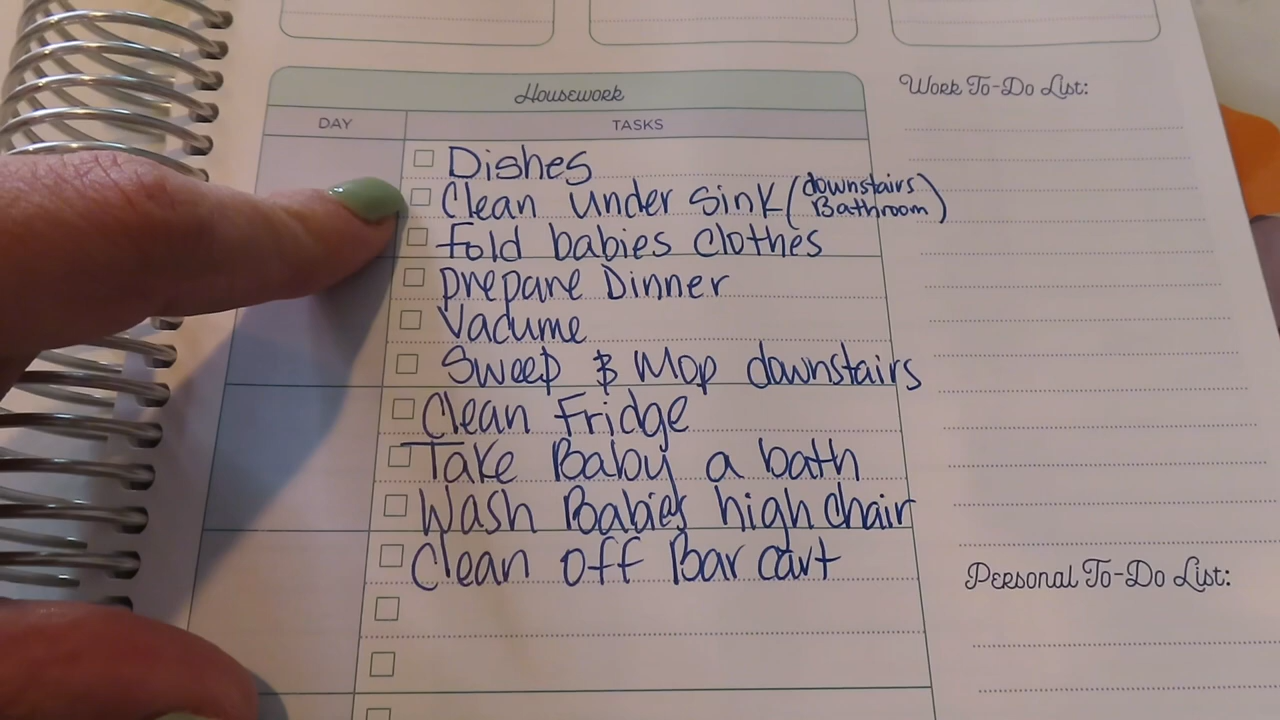 Housework
Work To-Do List:
DAY TASKS
Dishes
Clean under sink (downstairs Bathroom)
fold babies clothes
prepare Dinner
Vacume
Sweep & Mop downstairs
Clean Fridge
Take Baby a bath
Wash Babies high chair
Clean off Bar cart
Personal To-Do List: